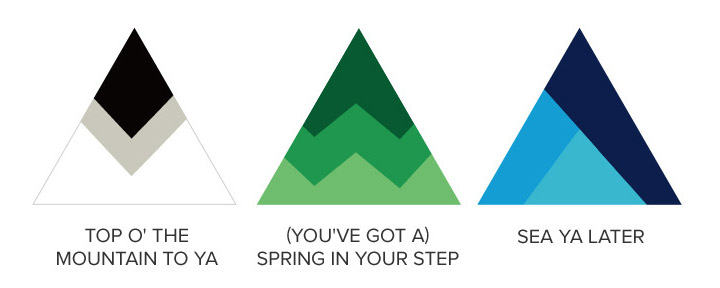 TOP O' THE
MOUNTAIN TO YA
(YOU'VE GOT A)
SPRING IN YOUR STEP
SEA YA LATER